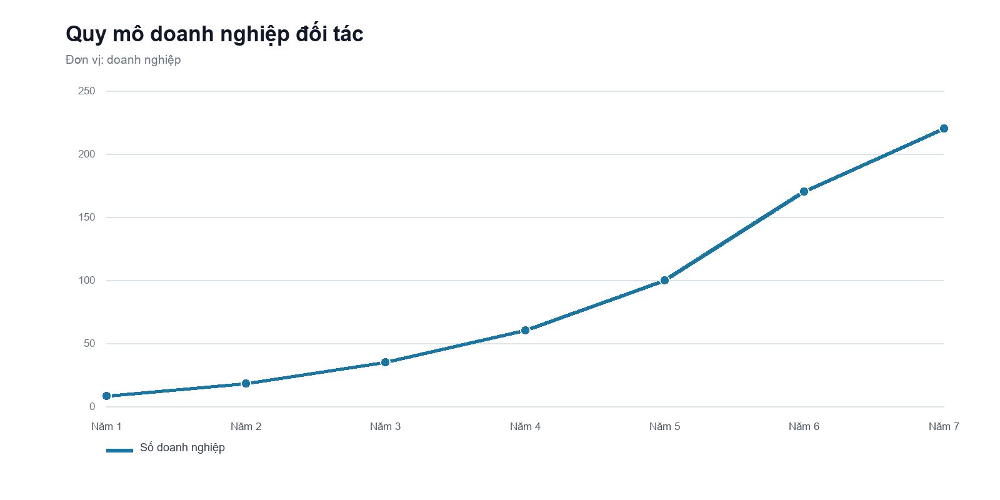 Quy mô doanh nghiệp đối tác
Đơn vị: doanh nghiệp
250
200
150
100
50
0
Năm 1 Năm 2 Năm 3 Năm 4 Năm 5 Năm 6 Năm 7
Số doanh nghiệp